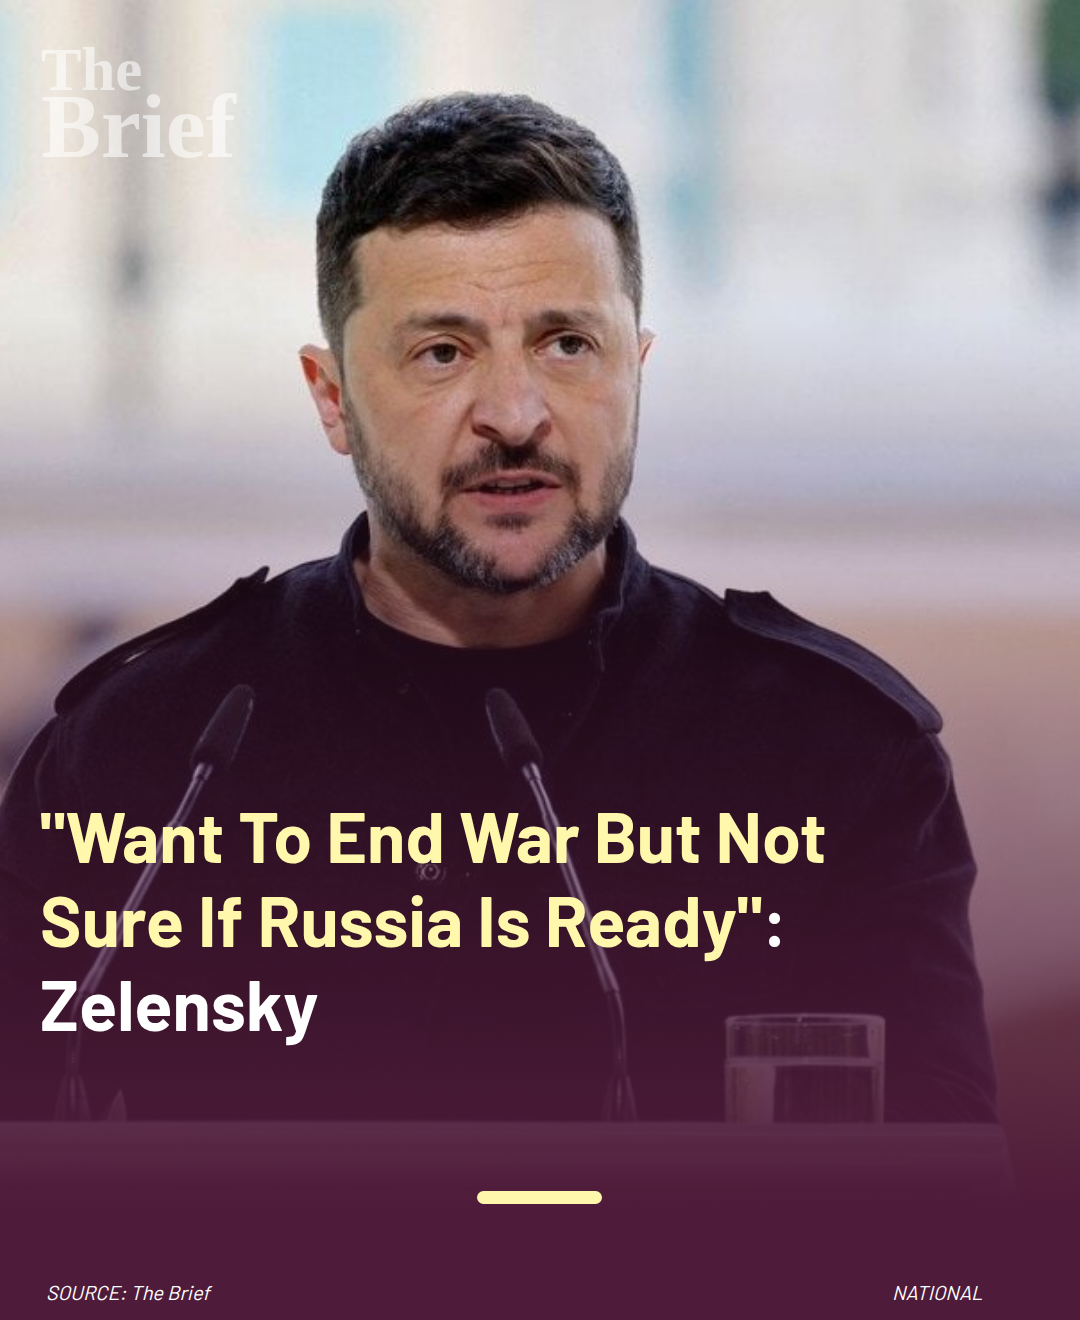 The
Brief
"Want To End War But Not
Sure If Russia Is Ready":
Zelensky
SOURCE: The Brief
NATIONAL